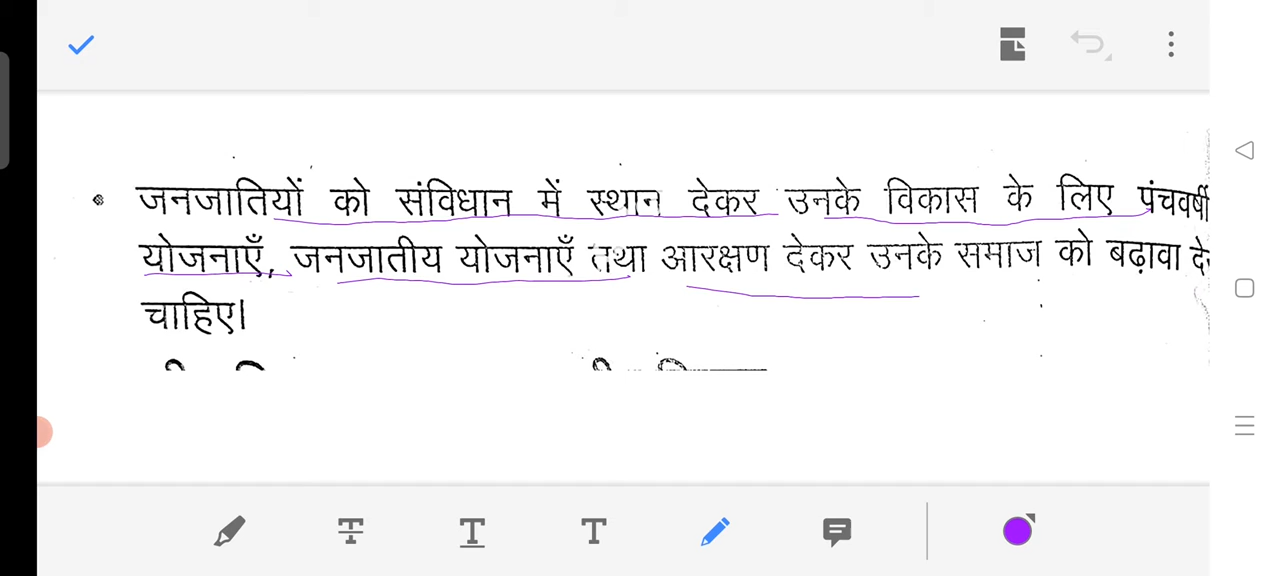 जनजातियों को संविधान में स्थान देकर उनके विकास के लिए पंचवर्षी
योजनाएँ, जनजातीय योजनाएँ तथा आरक्षण देकर उनके समाज को बढ़ावा
चाहिए।